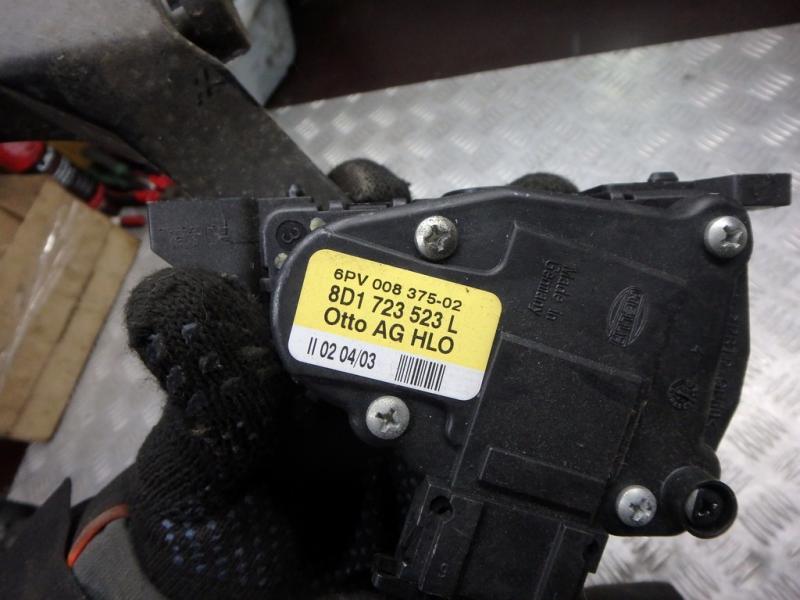 6PV 008 375-02
8D1 723 523 L
Otto AG HLO
II 02 04/03
Made in
Germany